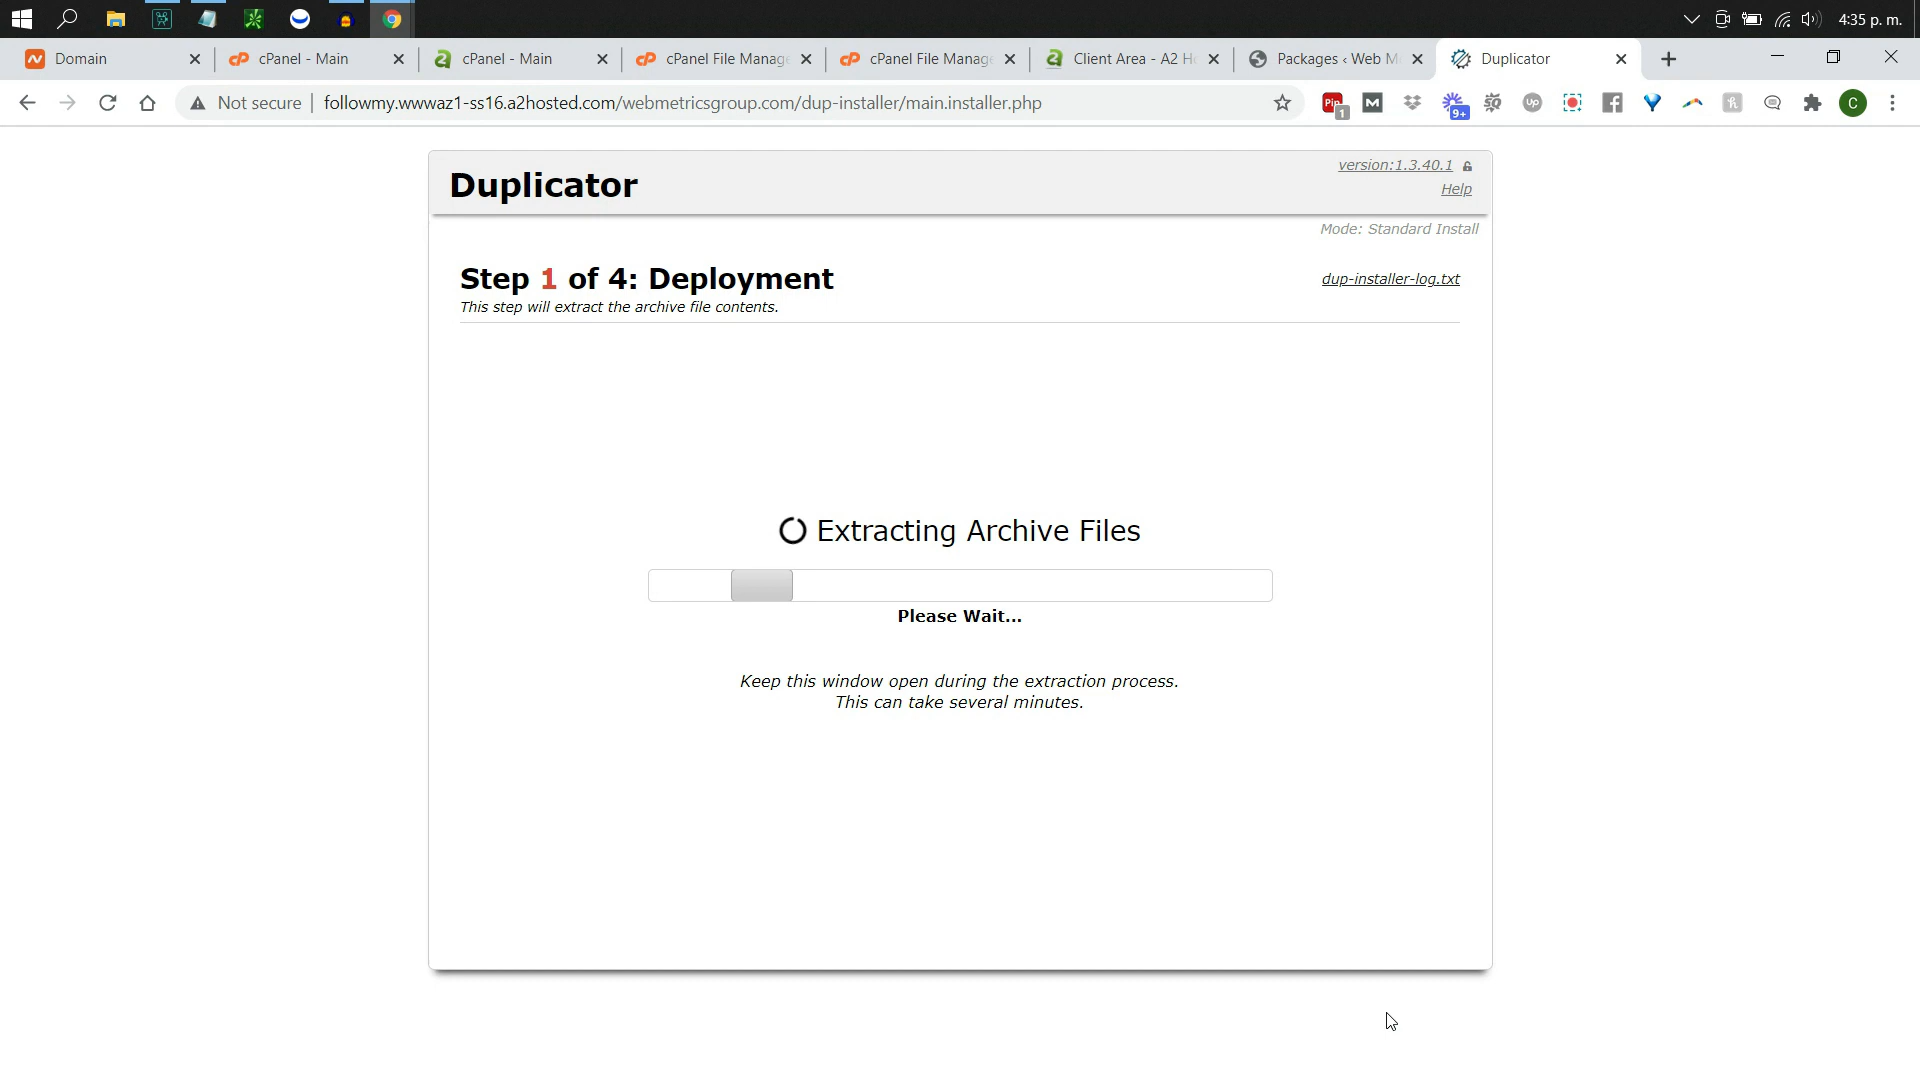 4:35 p. m.
Domain
cPanel - Main
cPanel - Main
cPanel File Manage
cPanel File Manage
Client Area - A2 H
Packages ‹ Web M
Duplicator
Not secure
followmy.wwwaz1-ss16.a2hosted.com/webmetricsgroup.com/dup-installer/main.installer.php
1
9+
C
Duplicator
version:1.3.40.1
Help
Mode: Standard Install
Step 1 of 4: Deployment
dup-installer-log.txt
This step will extract the archive file contents.
Extracting Archive Files
Please Wait...
Keep this window open during the extraction process.
This can take several minutes.